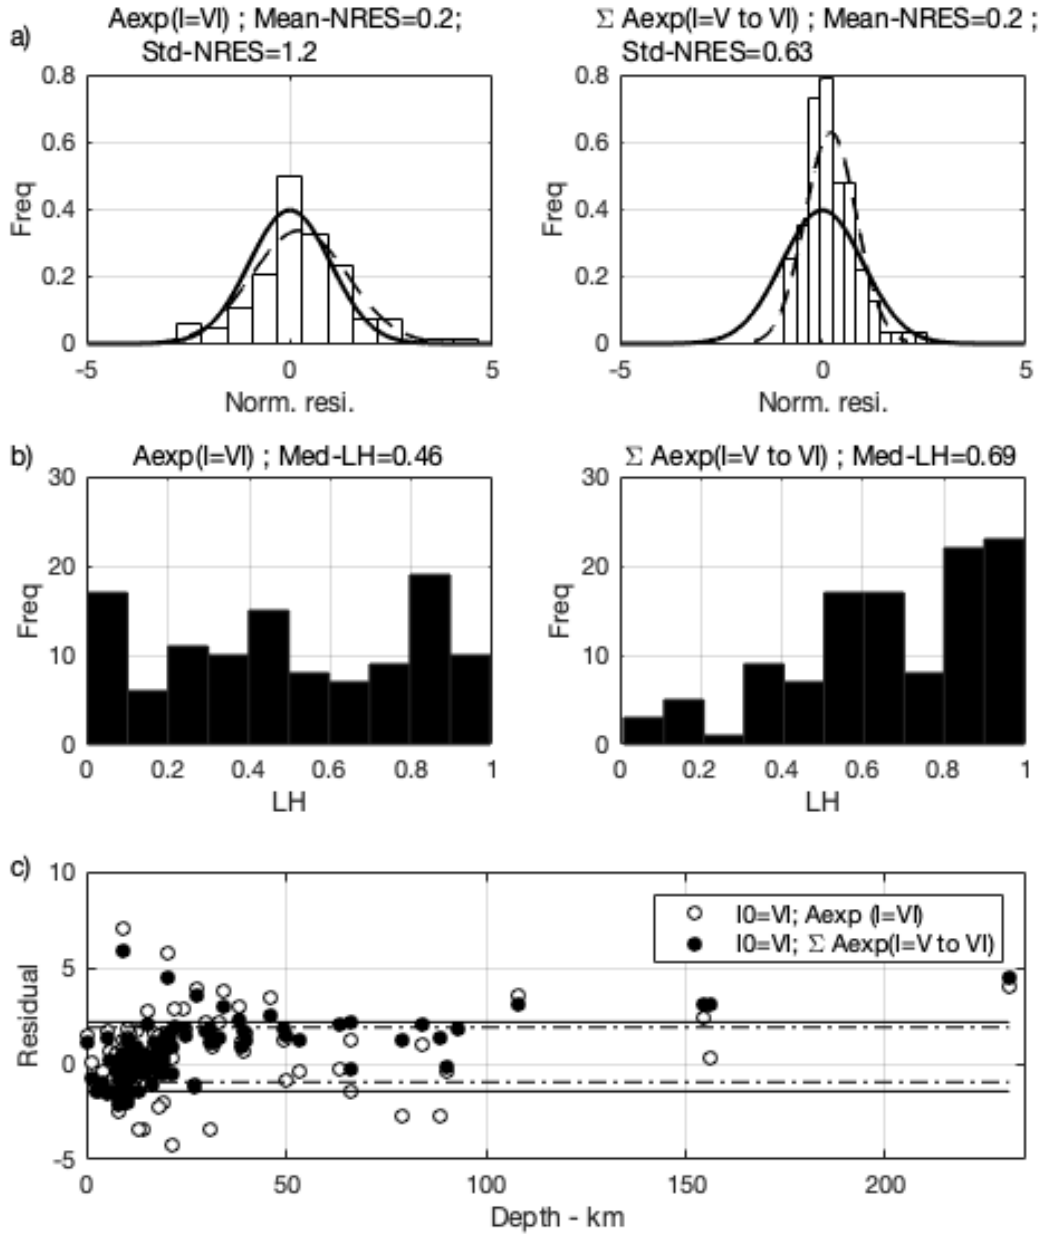 a)
Aexp(I=VI) ; Mean-NRES=0.2;
Std-NRES=1.2
Σ Aexp(I=V to VI) ; Mean-NRES=0.2 ;
Std-NRES=0.63
0.8
0.6
0.4
0.2
0
Freq
-5
0
5
Norm. resi.
0.8
0.6
0.4
0.2
0
Freq
-5
0
5
Norm. resi.
b)
Aexp(I=VI) ; Med-LH=0.46
Σ Aexp(I=V to VI) ; Med-LH=0.69
30
20
10
0
Freq
0
0.2
0.4
0.6
0.8
1
LH
30
20
10
0
Freq
0
0.2
0.4
0.6
0.8
1
LH
c)
10
5
0
-5
Residual
I0=VI; Aexp (I=VI)
I0=VI; Σ Aexp(I=V to VI)
0
50
100
150
200
Depth - km